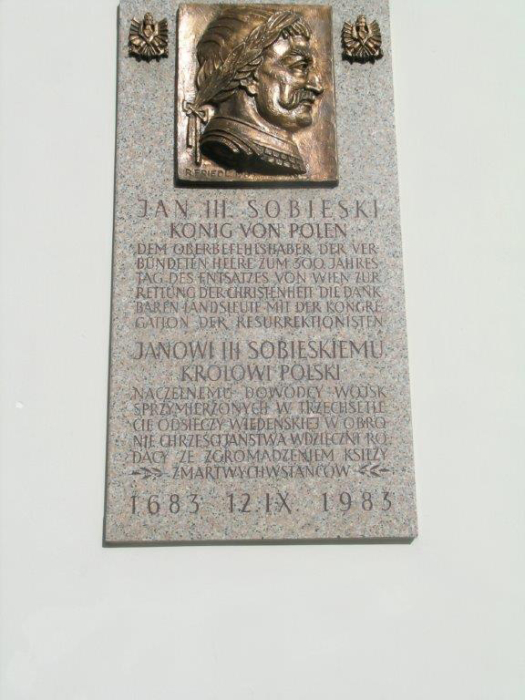 R. FRIEDL
JAN III. SOBIESKI
KÖNIG VON POLEN
DEM OBERBEFEHLSHABER DER VER-
BÜNDETEN HEERE ZUM 300 JAHRES
TAG DES ENTSATZES VON WIEN ZUR
RETTUNG DER CHRISTENHEIT DIE DANK
BAREN LANDSLEUTE MIT DER KONGRE
GATION DER RESURREKTIONISTEN
JANOWI III SOBIESKIEMU
KRÓLOWI POLSKI
NACZELNEMU DOWÓDCY WOJSK
SPRZYMIERZONYCH W TRZECHSETLE
CIE ODSIECZY WIEDEŃSKIEJ W OBRO
NIE CHRZEŚCIJAŃSTWA WDZIĘCZNI RO
DACY ZE ZGROMADZENIEM KSIĘŻY
ZMARTWYCHWSTAŃCÓW
1683 12.IX. 1983